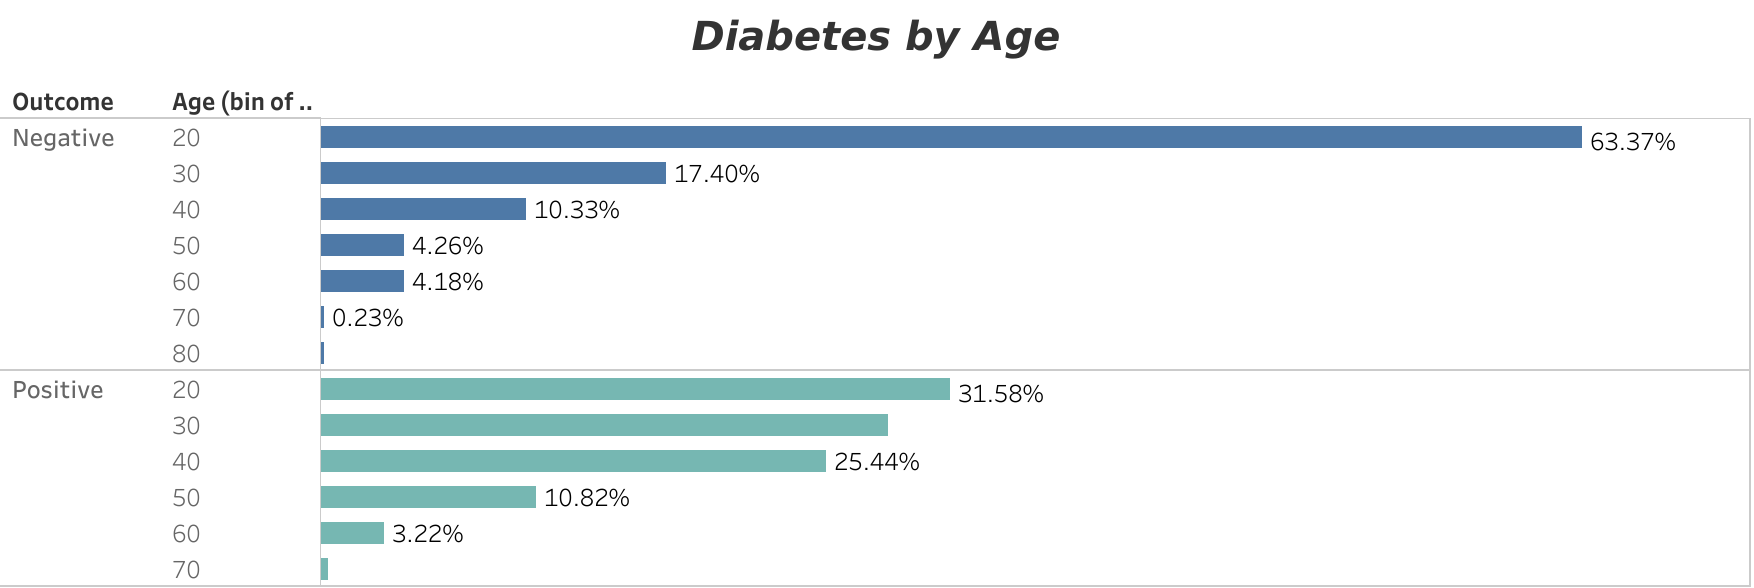 Diabetes by Age
Outcome Age (bin of ..
Negative 20 63.37%
30 17.40%
40 10.33%
50 4.26%
60 4.18%
70 0.23%
80
Positive 20 31.58%
30
40 25.44%
50 10.82%
60 3.22%
70